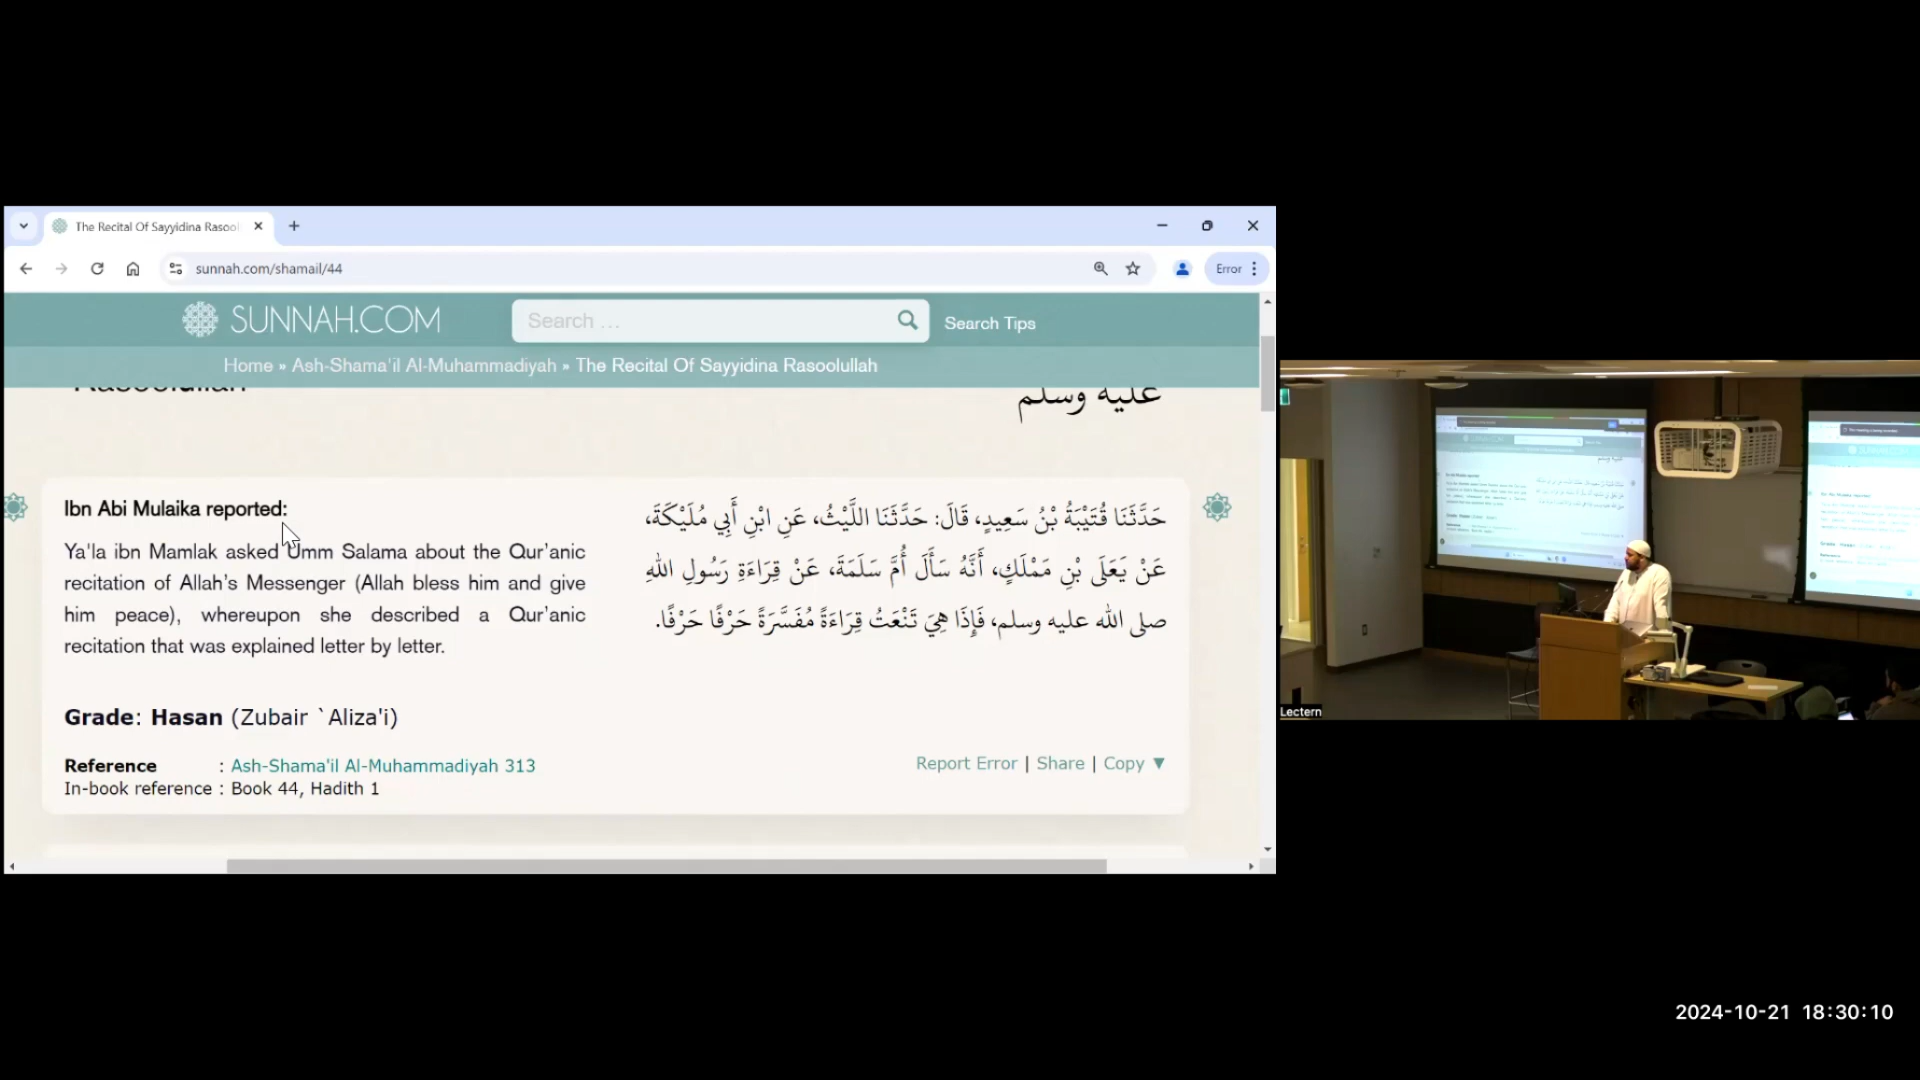 The Recital Of Sayyidina Rasool
sunnah.com/shamail/44
Error
SUNNAH.COM
Search ...
Search Tips
Home » Ash-Shama'il Al-Muhammadiyah » The Recital Of Sayyidina Rasoolullah
Rasoolullah
عليه وسلم
Ibn Abi Mulaika reported:
Ya'la ibn Mamlak asked Umm Salama about the Qur’anic
recitation of Allah’s Messenger (Allah bless him and give
him peace), whereupon she described a Qur’anic
recitation that was explained letter by letter.
حَدَّثَنَا قُتَيْبَةُ بْنُ سَعِيدٍ، قَالَ: حَدَّثَنَا اللَّيْثُ، عَنِ ابْنِ أَبِي مُلَيْكَةَ،
عَنْ يَعَلَى بْنِ مَمْلَكٍ، أَنَّهُ سَأَلَ أُمَّ سَلَمَةَ، عَنْ قِرَاءَةِ رَسُولِ اللهِ
صلى الله عليه وسلم، فَإِذَا هِيَ تَنْعَتُ قِرَاءَةً مُفَسَّرَةً حَرْفًا حَرْفًا.
Grade: Hasan (Zubair `Aliza'i)
Reference : Ash-Shama'il Al-Muhammadiyah 313
In-book reference : Book 44, Hadith 1
Report Error | Share | Copy ▼
Lectern
2024-10-21 18:30:10